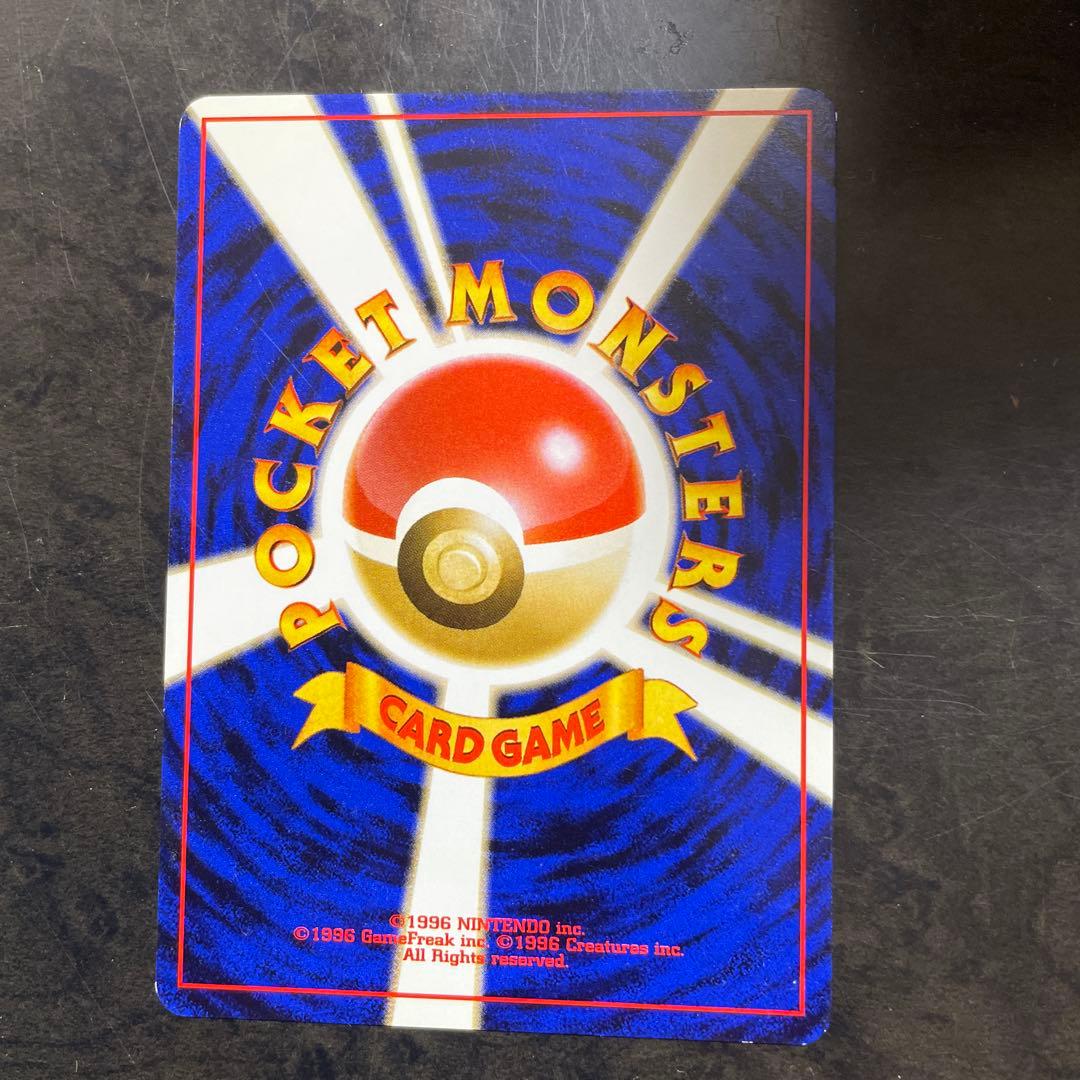 POCKET MONSTERS
CARD GAME
©1996 NINTENDO inc.
©1996 GameFreak inc. ©1996 Creatures inc.
All Rights reserved.